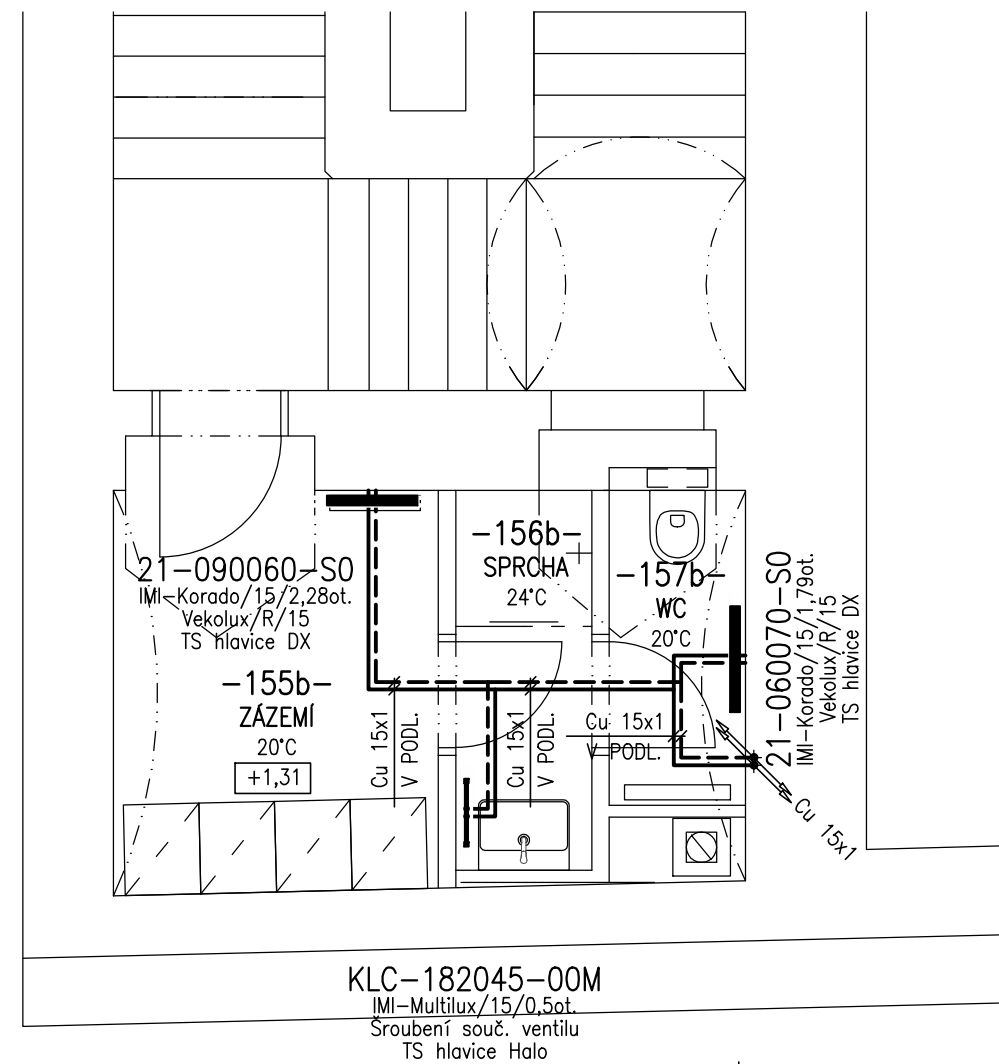 -156b-
SPRCHA
24°C
-157b-
WC
20°C
21-090060-S0
IMI-Korado/15/2,28ot.
Vekolux/R/15
TS hlavice DX
21-060070-S0
IMI-Korado/15/1,79ot.
Vekolux/R/15
TS hlavice DX
-155b-
ZÁZEMÍ
20°C
+1,31
Cu 15x1
V PODL.
Cu 15x1
V PODL.
Cu 15x1
V PODL.
Cu 15x1
KLC-182045-00M
IMI-Multilux/15/0,5ot.
Šroubení souč. ventilu
TS hlavice Halo